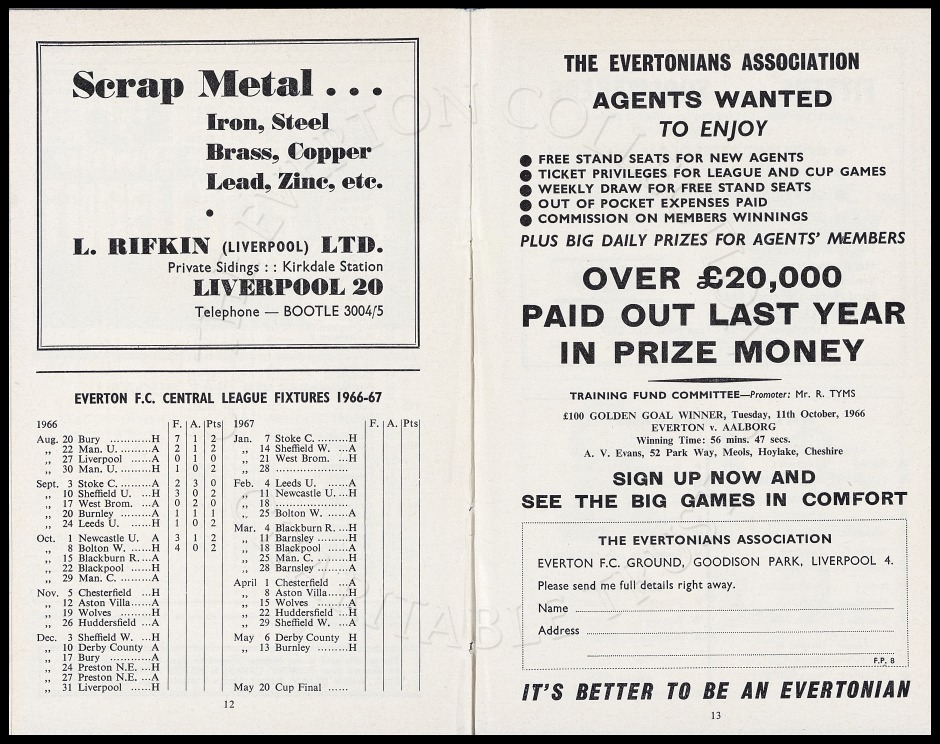 Scrap Metal . . .
Iron, Steel
Brass, Copper
Lead, Zinc, etc.
L. RIFKIN (LIVERPOOL) LTD.
Private Sidings : : Kirkdale Station
LIVERPOOL 20
Telephone — BOOTLE 3004/5
EVERTON F.C. CENTRAL LEAGUE FIXTURES 1966-67
1966 F. A. Pts
Aug. 20 Bury ...........H 7 1 2
,, 22 Man. U. ......A 2 1 2
,, 27 Liverpool ......A 0 1 0
,, 30 Man. U. ......H 1 0 2
Sept. 3 Stoke C. .........A 2 3 0
,, 10 Sheffield U. ...H 3 0 2
,, 17 West Brom. ...A 0 2 0
,, 20 Burnley .........A 1 1 1
,, 24 Leeds U. ......H 1 0 2
Oct. 1 Newcastle U. A 3 1 2
,, 8 Bolton W. ......H 4 0 2
,, 15 Blackburn R. ...A
,, 22 Blackpool ......H
,, 29 Man. C. .........A
Nov. 5 Chesterfield ...H
,, 12 Aston Villa......A
,, 19 Wolves .........H
,, 26 Huddersfield ...A
Dec. 3 Sheffield W. ...H
,, 10 Derby County A
,, 17 Bury ............A
,, 24 Preston N.E. ...H
,, 27 Preston N.E. ...A
,, 31 Liverpool ......H
1967 F. A. Pts
Jan. 7 Stoke C. .........H
,, 14 Sheffield W. ...A
,, 21 West Brom. ...H
,, 28 .....................
Feb. 4 Leeds U. ......A
,, 11 Newcastle U. ...H
,, 18 .....................
,, 25 Bolton W. ......A
Mar. 4 Blackburn R. ...H
,, 11 Barnsley .........H
,, 18 Blackpool ......A
,, 25 Man. C. .........H
,, 28 Barnsley .........A
April 1 Chesterfield ...A
,, 8 Aston Villa......H
,, 15 Wolves .........A
,, 22 Huddersfield ...H
,, 29 Sheffield W. ...A
May 6 Derby County H
,, 13 Burnley .........H
May 20 Cup Final ......
12
THE EVERTONIANS ASSOCIATION
AGENTS WANTED
TO ENJOY
● FREE STAND SEATS FOR NEW AGENTS
● TICKET PRIVILEGES FOR LEAGUE AND CUP GAMES
● WEEKLY DRAW FOR FREE STAND SEATS
● OUT OF POCKET EXPENSES PAID
● COMMISSION ON MEMBERS WINNINGS
PLUS BIG DAILY PRIZES FOR AGENTS' MEMBERS
OVER £20,000
PAID OUT LAST YEAR
IN PRIZE MONEY
TRAINING FUND COMMITTEE—Promoter: Mr. R. TYMS
£100 GOLDEN GOAL WINNER, Tuesday, 11th October, 1966
EVERTON v. AALBORG
Winning Time: 56 mins. 47 secs.
A. V. Evans, 52 Park Way, Meols, Hoylake, Cheshire
SIGN UP NOW AND
SEE THE BIG GAMES IN COMFORT
THE EVERTONIANS ASSOCIATION
EVERTON F.C. GROUND, GOODISON PARK, LIVERPOOL 4.
Please send me full details right away.
Name
Address
F.P. 8
IT'S BETTER TO BE AN EVERTONIAN
13